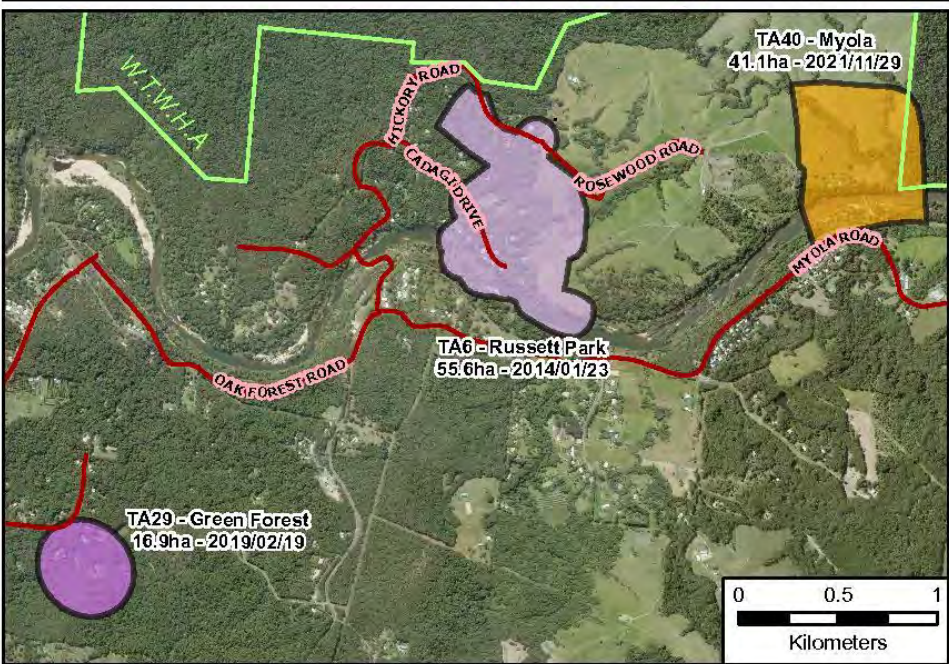 TA40 - Myola
41.1ha - 2021/11/29
W.T.W.H.A
HICKORY ROAD
CADAGI DRIVE
ROSEWOOD ROAD
MYOLA ROAD
TA6 - Russett Park
55.6ha - 2014/01/23
OAK FOREST ROAD
TA29 - Green Forest
16.9ha - 2019/02/19
0 0.5 1
Kilometers